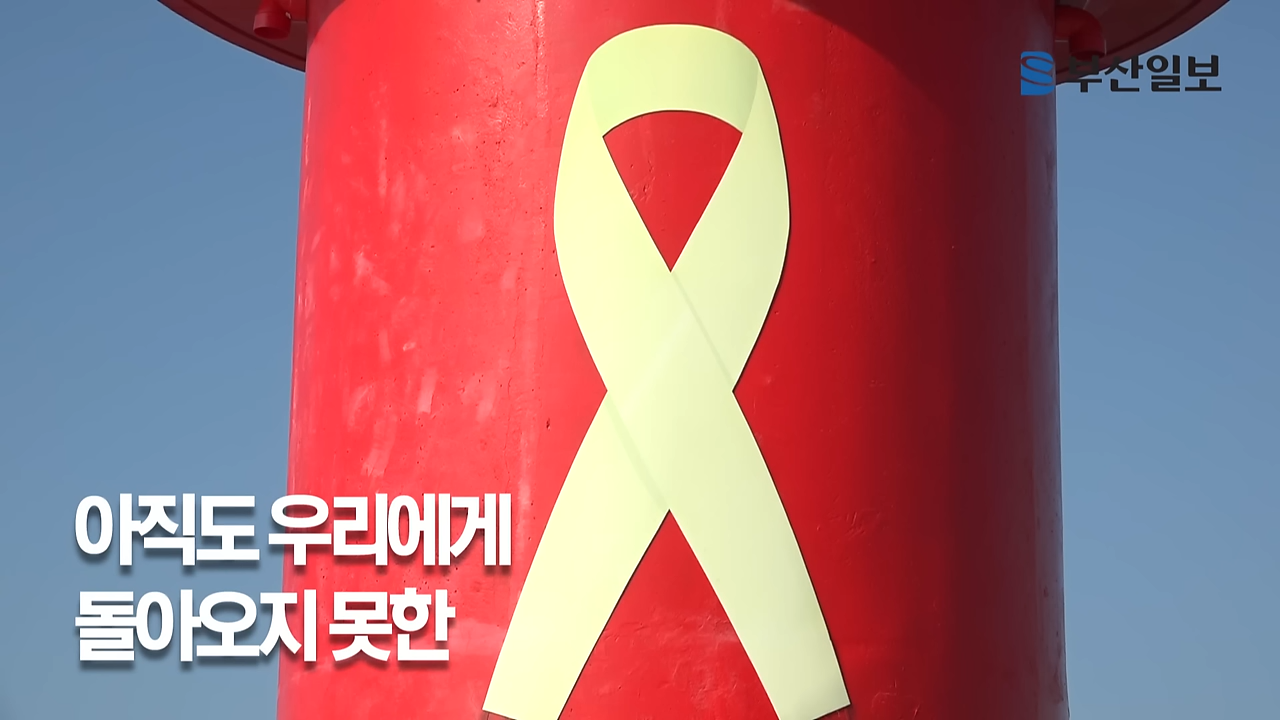 부산일보
아직도 우리에게
돌아오지 못한